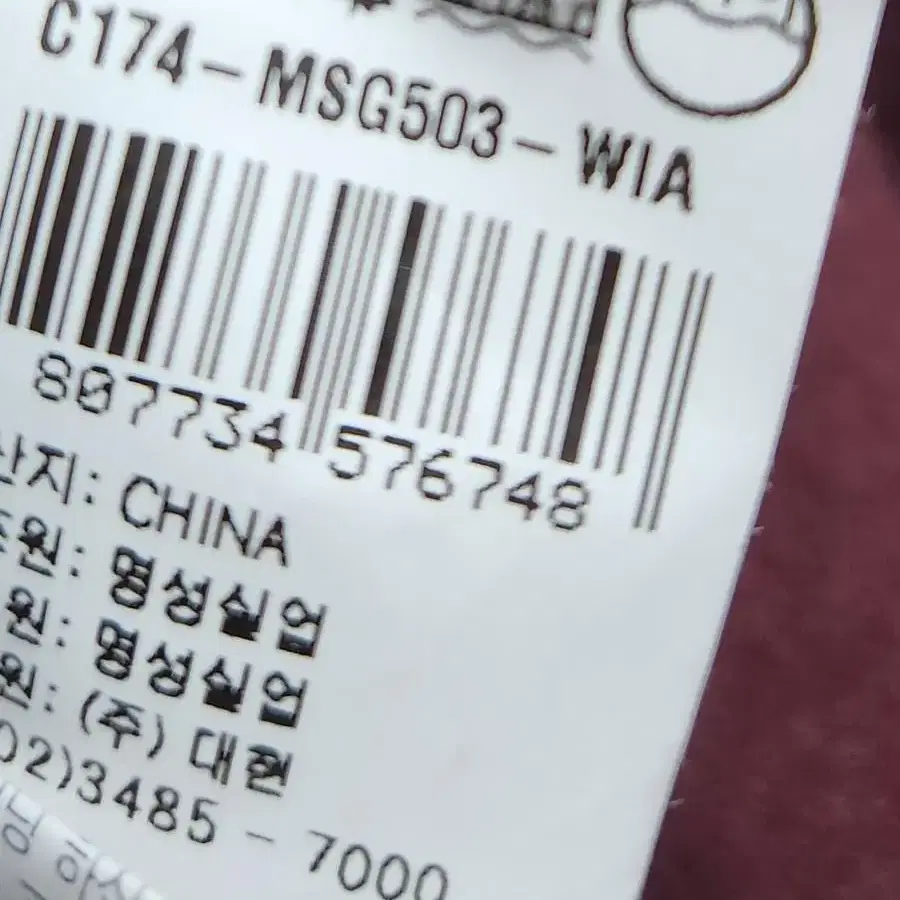 C174-MSG503-WIA
807734 576748
산지: CHINA
원: 명성실업
원: 명성실업
원: (주) 대현
02)3485-7000